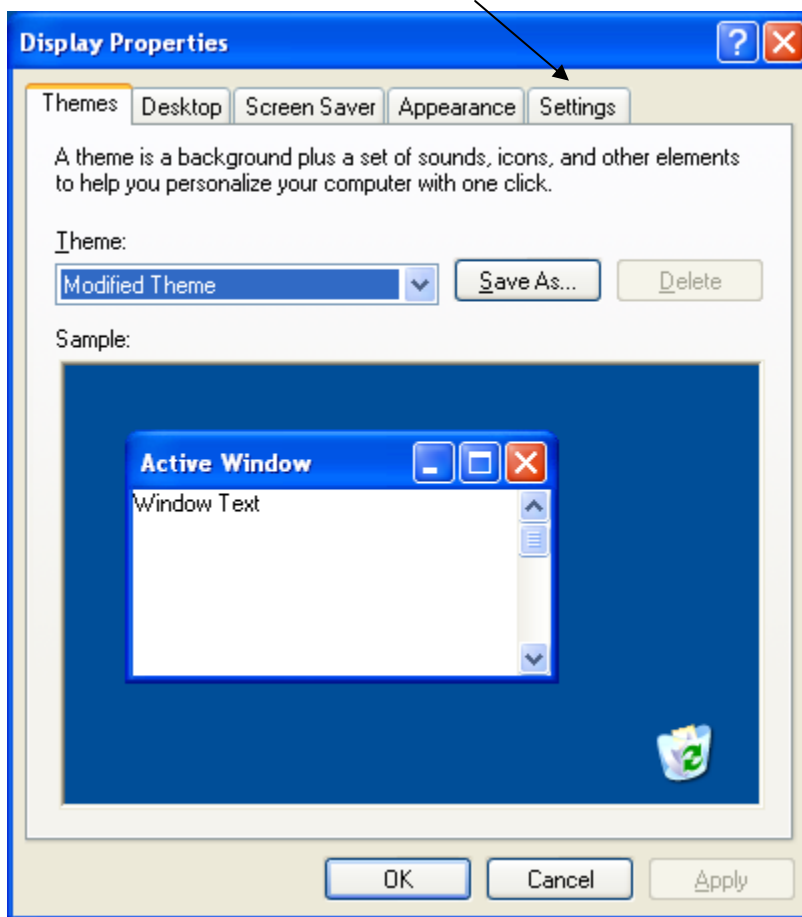 Display Properties
Themes Desktop Screen Saver Appearance Settings
A theme is a background plus a set of sounds, icons, and other elements
to help you personalize your computer with one click.
Theme:
Modified Theme Save As... Delete
Sample:
Active Window
Window Text
OK Cancel Apply